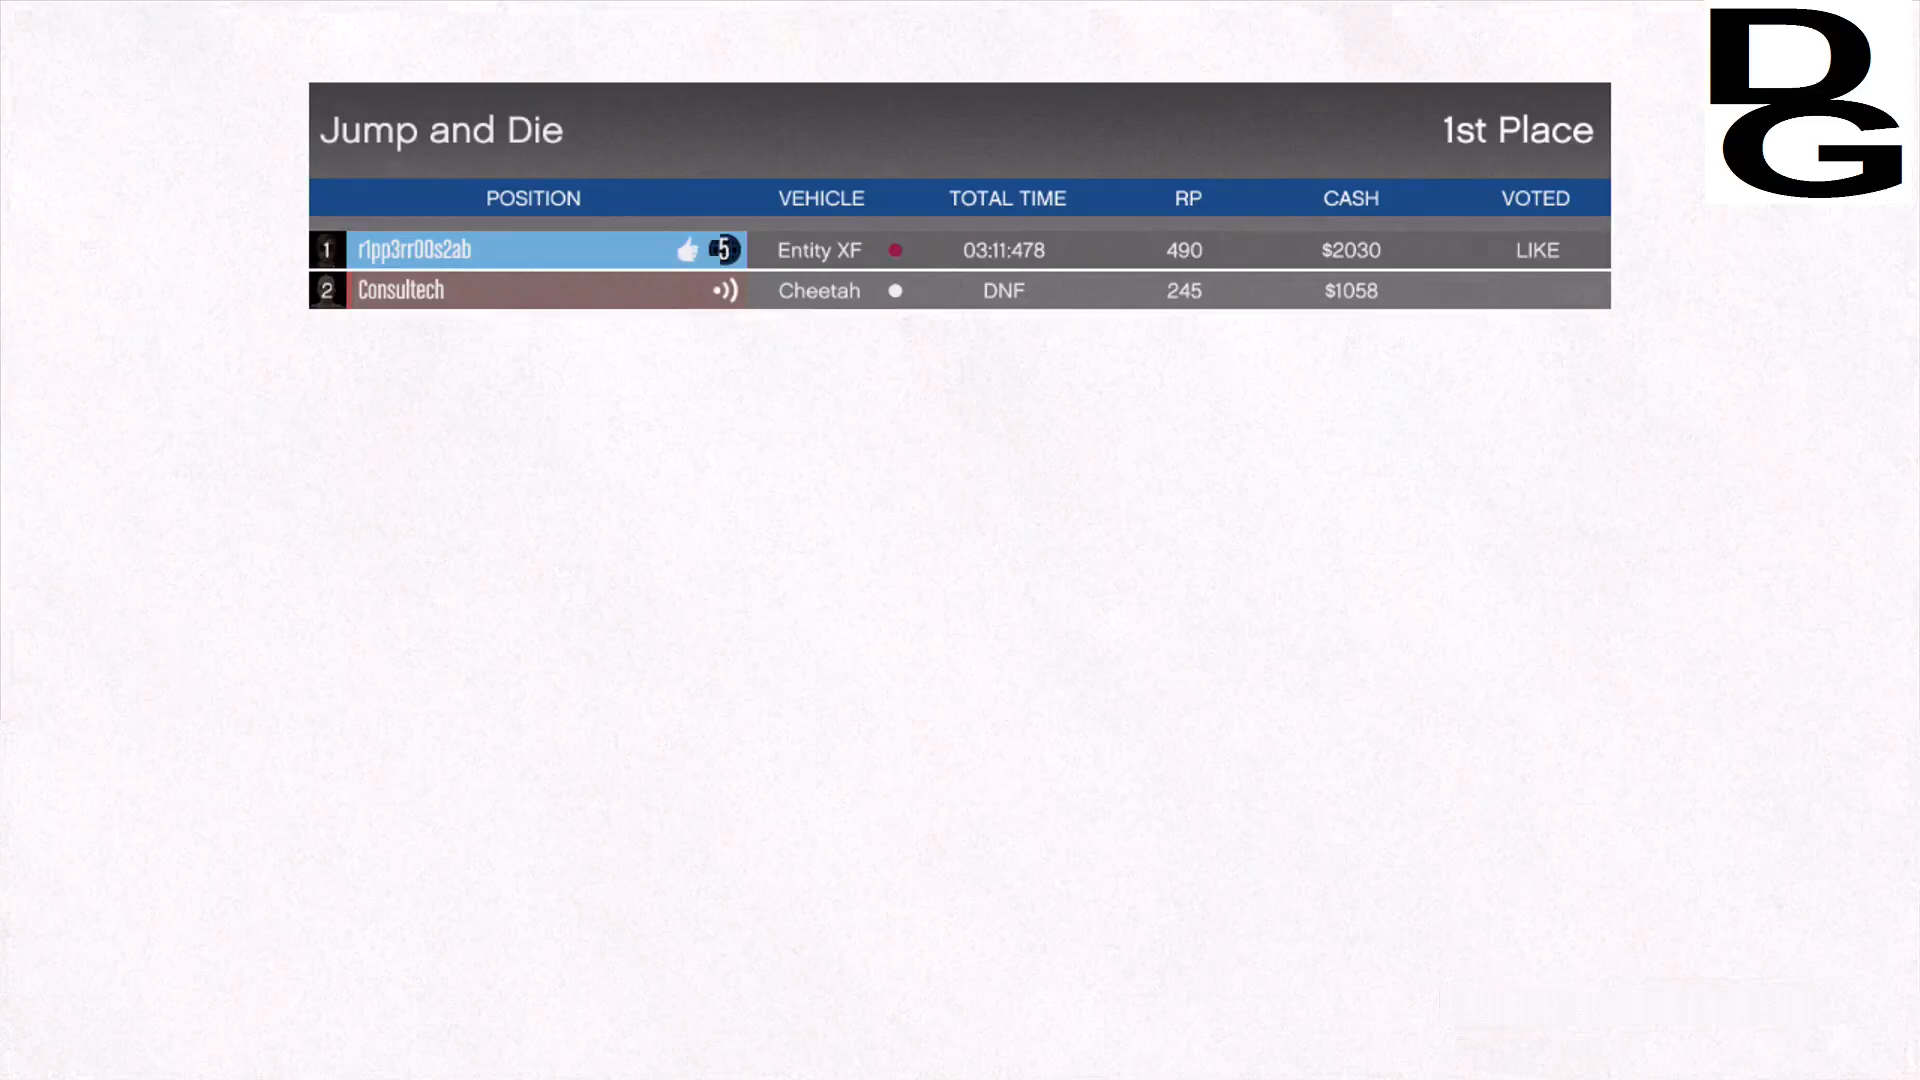 DG
Jump and Die 1st Place
POSITION VEHICLE TOTAL TIME RP CASH VOTED
1 r1pp3rr00s2ab 5 Entity XF 03:11:478 490 $2030 LIKE
2 Consultech Cheetah DNF 245 $1058